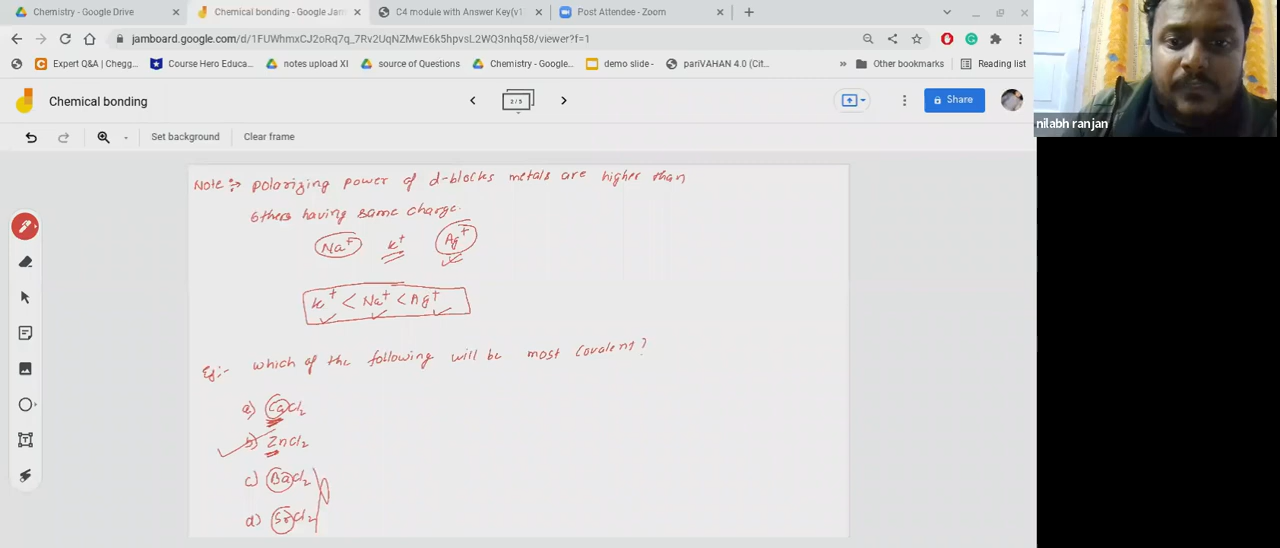 Chemistry - Google Drive
Chemical bonding - Google Jam
C4 module with Answer Key(v1
Post Attendee - Zoom
jamboard.google.com/d/1FUWhmxCJ2oRq7q_7Rv2UqNZMwE6k5hpvsL2WQ3nhq58/viewer?f=1
Expert Q&A | Chegg...
Course Hero Educa...
notes upload XI
source of Questions
Chemistry - Google...
demo slide -
pariVAHAN 4.0 (Cit...
»
Other bookmarks
Reading list
Chemical bonding
2 / 5
Share
nilabh ranjan
Set background
Clear frame
Note :→ polarizing power of d-blocks metals are higher than
others having same charge.
Na⁺ K⁺ Ag⁺
K⁺ < Na⁺ < Ag⁺
Eg:- which of the following will be most covalent?
a) CaCl₂
b) ZnCl₂
c) BaCl₂
d) SrCl₂